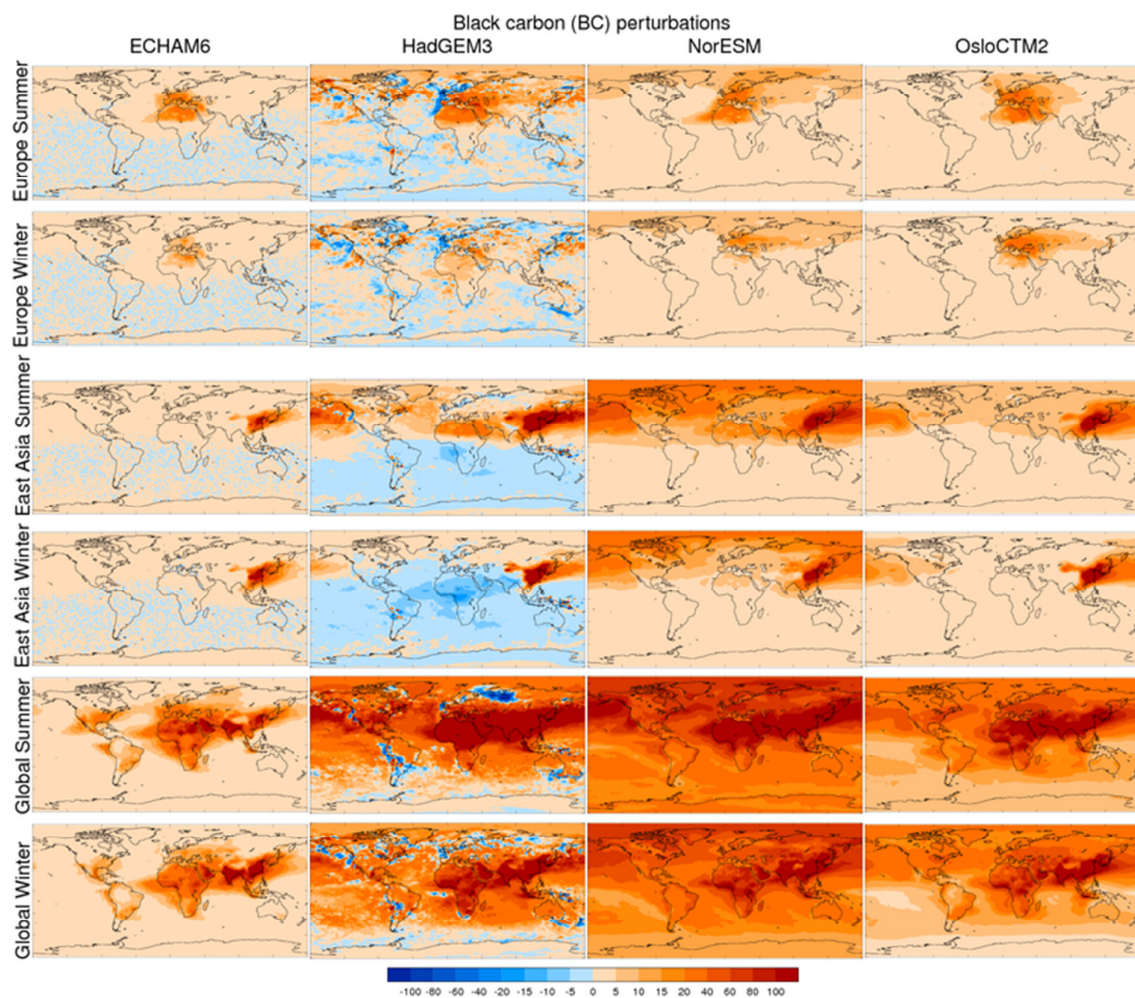 Black carbon (BC) perturbations
ECHAM6 HadGEM3 NorESM OsloCTM2
Europe Summer
Europe Winter
East Asia Summer
East Asia Winter
Global Summer
Global Winter
-100 -80 -60 -40 -20 -15 -10 -5 0 5 10 15 20 40 60 80 100